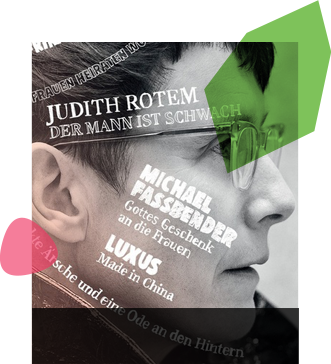 FRAUEN HEIRATEN
JUDITH ROTEM
DER MANN IST SCHWACH
MICHAEL
FASSBENDER
Gottes Geschenk
an die Frauen
LUXUS
Made in China
und eine Ode an den Hintern